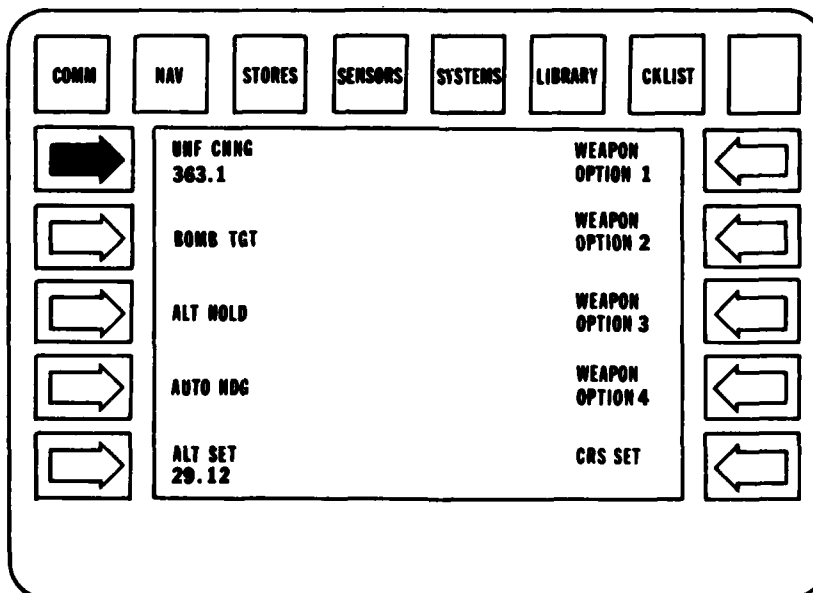 COMM NAV STORES SENSORS SYSTEMS LIBRARY CKLIST
UHF CHNG
363.1
WEAPON
OPTION 1
BOMB TGT
WEAPON
OPTION 2
ALT HOLD
WEAPON
OPTION 3
AUTO HDG
WEAPON
OPTION 4
ALT SET
29.12
CRS SET